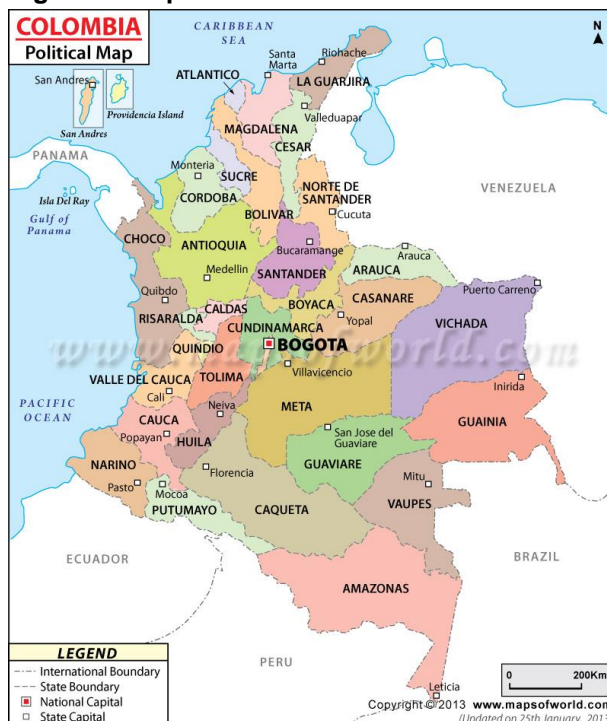 COLOMBIA
Political Map
CARIBBEAN
SEA
N
San Andres
San Andres
Providencia Island
ATLANTICO
Santa
Marta
Riohache
LA GUARJIRA
Valleduapar
MAGDALENA
CESAR
PANAMA
Monteria
SUCRE
CORDOBA
NORTE DE
SANTANDER
Cucuta
VENEZUELA
Isla Del Ray
Gulf of
Panama
BOLIVAR
CHOCO
ANTIOQUIA
Bucaramange
Medellin
SANTANDER
Arauca
ARAUCA
Puerto Carreno
Quibdo
BOYACA
CASANARE
RISARALDA
CALDAS
Yopal
VICHADA
CUNDINAMARCA
BOGOTA
QUINDIO
www.mapsofworld.com
VALLE DEL CAUCA
TOLIMA
Villavicencio
Inirida
Cali
META
PACIFIC
OCEAN
CAUCA
Neiva
GUAINIA
Popayan
HUILA
San Jose del
Guaviare
NARINO
Florencia
GUAVIARE
Mitu
Pasto
Mocoa
PUTUMAYO
CAQUETA
VAUPES
ECUADOR
BRAZIL
AMAZONAS
PERU
LEGEND
International Boundary
State Boundary
National Capital
State Capital
0 200Km
Leticia
Copyright © 2013 www.mapsofworld.com
(Updated on 25th January, 201